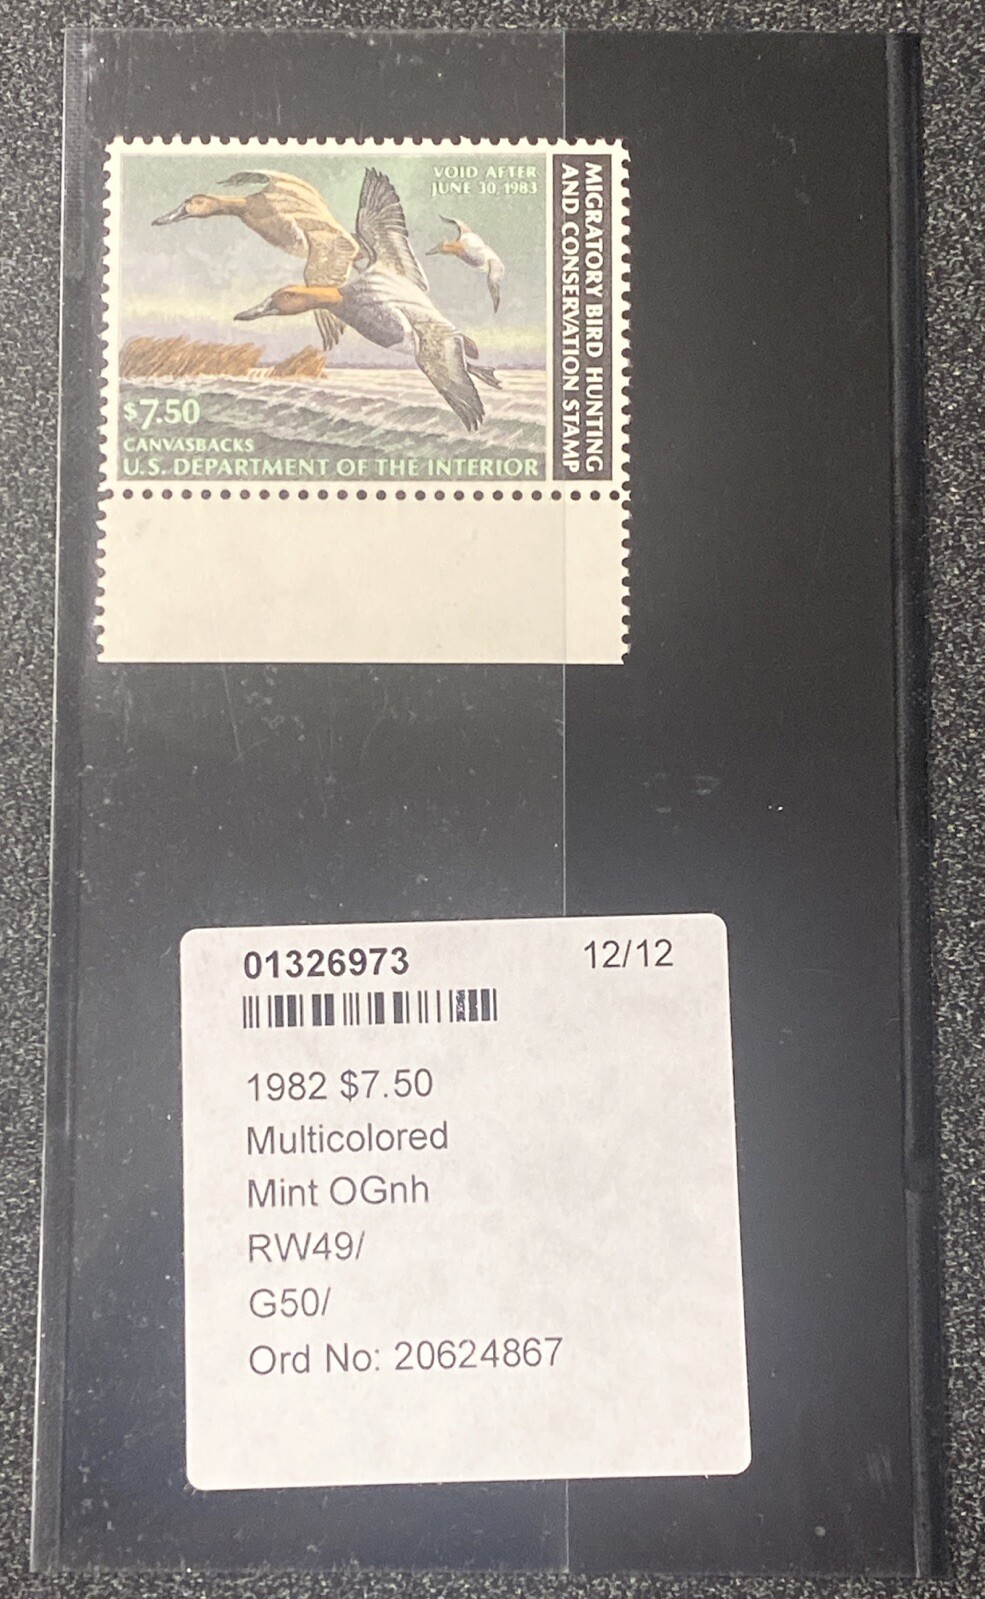 VOID AFTER
JUNE 30, 1983
MIGRATORY BIRD HUNTING
AND CONSERVATION STAMP
$7.50
CANVASBACKS
U.S. DEPARTMENT OF THE INTERIOR
01326973 12/12
1982 $7.50
Multicolored
Mint OGnh
RW49/
G50/
Ord No: 20624867